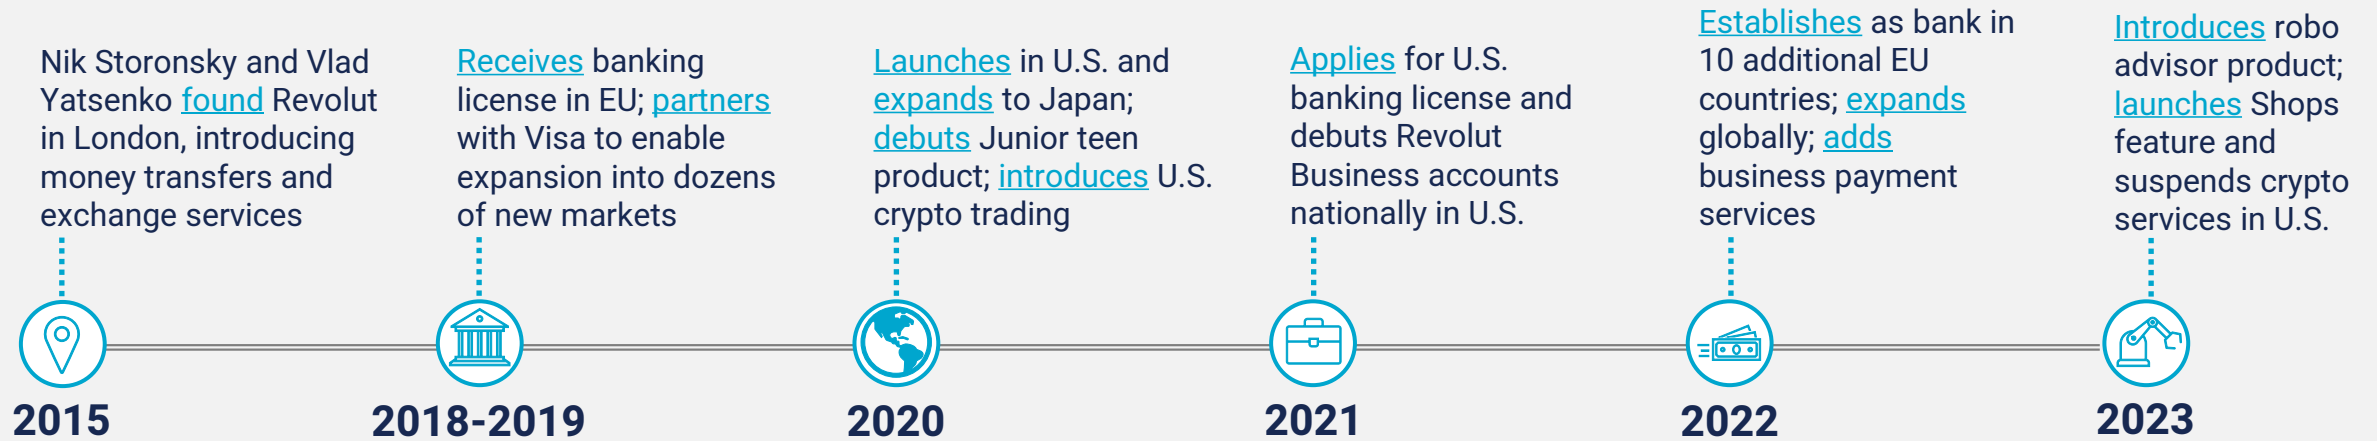 Nik Storonsky and Vlad
Yatsenko found Revolut
in London, introducing
money transfers and
exchange services
2015
Receives banking
license in EU; partners
with Visa to enable
expansion into dozens
of new markets
2018-2019
Launches in U.S. and
expands to Japan;
debuts Junior teen
product; introduces U.S.
crypto trading
2020
Applies for U.S.
banking license and
debuts Revolut
Business accounts
nationally in U.S.
2021
Establishes as bank in
10 additional EU
countries; expands
globally; adds
business payment
services
2022
Introduces robo
advisor product;
launches Shops
feature and
suspends crypto
services in U.S.
2023